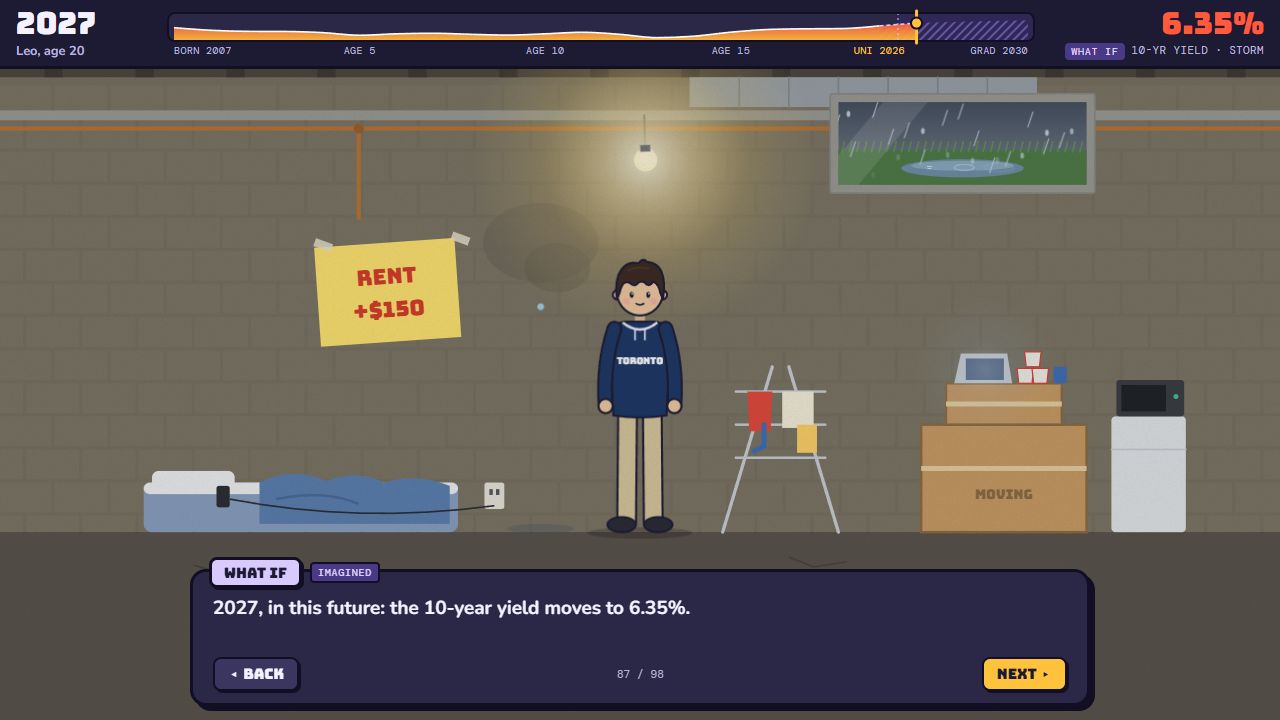 2027
Leo, age 20
BORN 2007
AGE 5
AGE 10
AGE 15
UNI 2026
GRAD 2030
6.35%
WHAT IF
10-YR YIELD · STORM
RENT
+$150
TORONTO
MOVING
WHAT IF
IMAGINED
2027, in this future: the 10-year yield moves to 6.35%.
◂ BACK
87 / 98
NEXT ▸